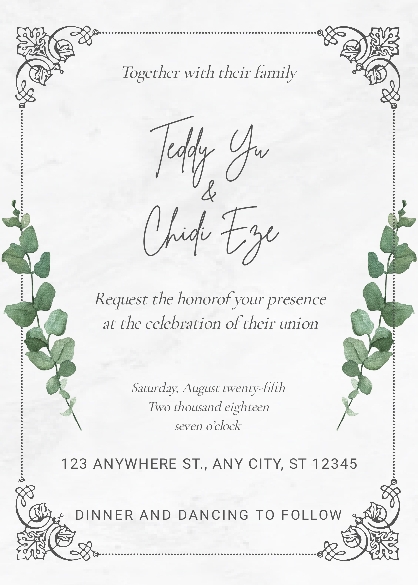 Together with their family
Teddy Yu
&
Chidi Eze
Request the honorof your presence
at the celebration of their union
Saturday, August twenty-fifth
Two thousand eighteen
seven o'clock
123 ANYWHERE ST., ANY CITY, ST 12345
DINNER AND DANCING TO FOLLOW